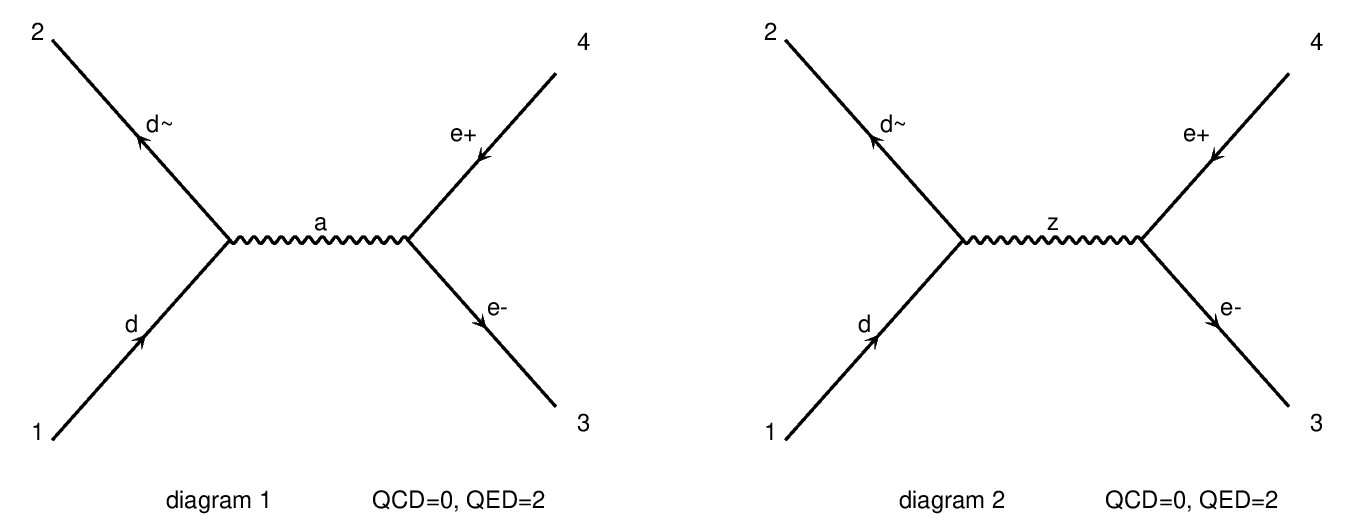 2
4
d~
e+
a
d
e-
1
3
diagram 1 QCD=0, QED=2
2
4
d~
e+
z
d
e-
1
3
diagram 2 QCD=0, QED=2